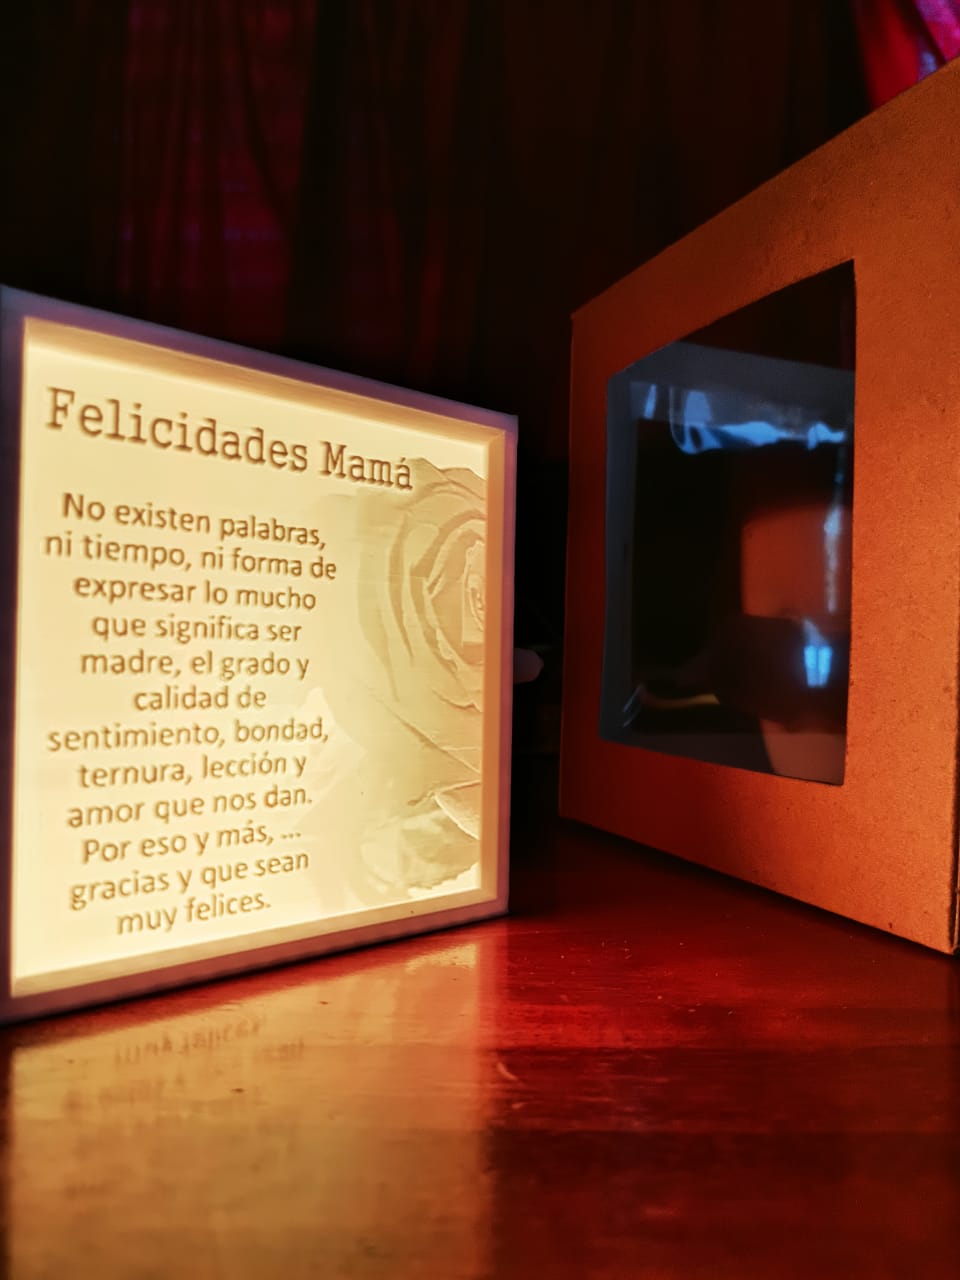 Felicidades Mamá
No existen palabras,
ni tiempo, ni forma de
expresar lo mucho
que significa ser
madre, el grado y
calidad de
sentimiento, bondad,
ternura, lección y
amor que nos dan.
Por eso y más, ...
gracias y que sean
muy felices.